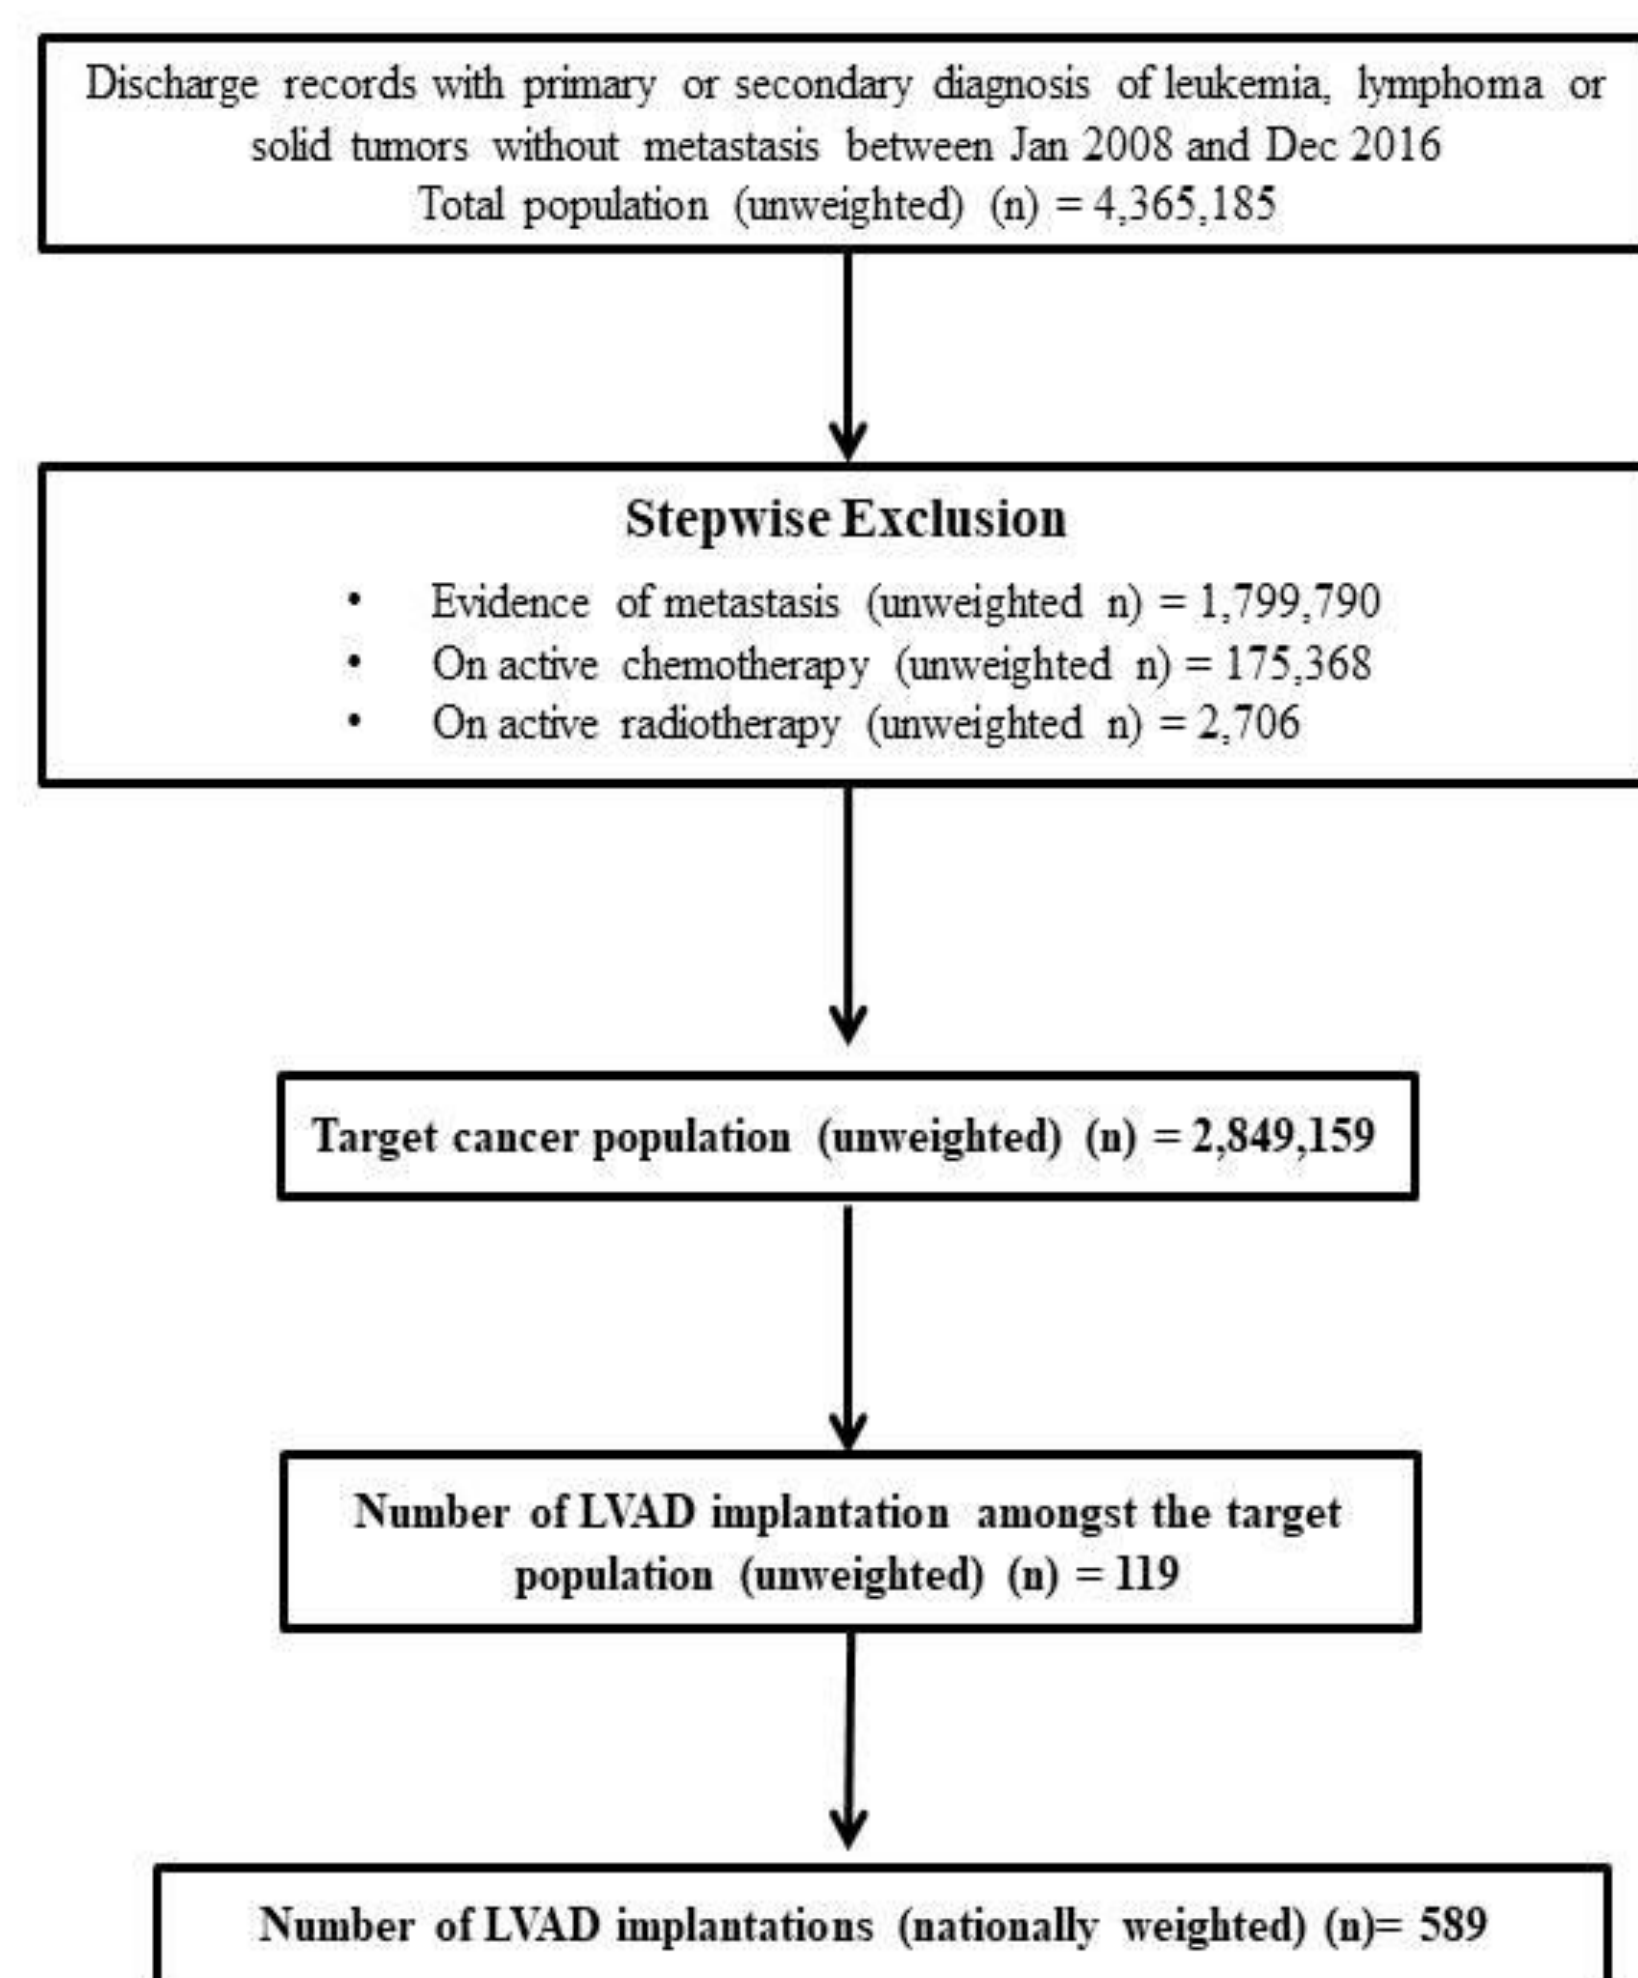 Discharge records with primary or secondary diagnosis of leukemia, lymphoma or
solid tumors without metastasis between Jan 2008 and Dec 2016
Total population (unweighted) (n) = 4,365,185
Stepwise Exclusion
• Evidence of metastasis (unweighted n) = 1,799,790
• On active chemotherapy (unweighted n) = 175,368
• On active radiotherapy (unweighted n) = 2,706
Target cancer population (unweighted) (n) = 2,849,159
Number of LVAD implantation amongst the target
population (unweighted) (n) = 119
Number of LVAD implantations (nationally weighted) (n)= 589